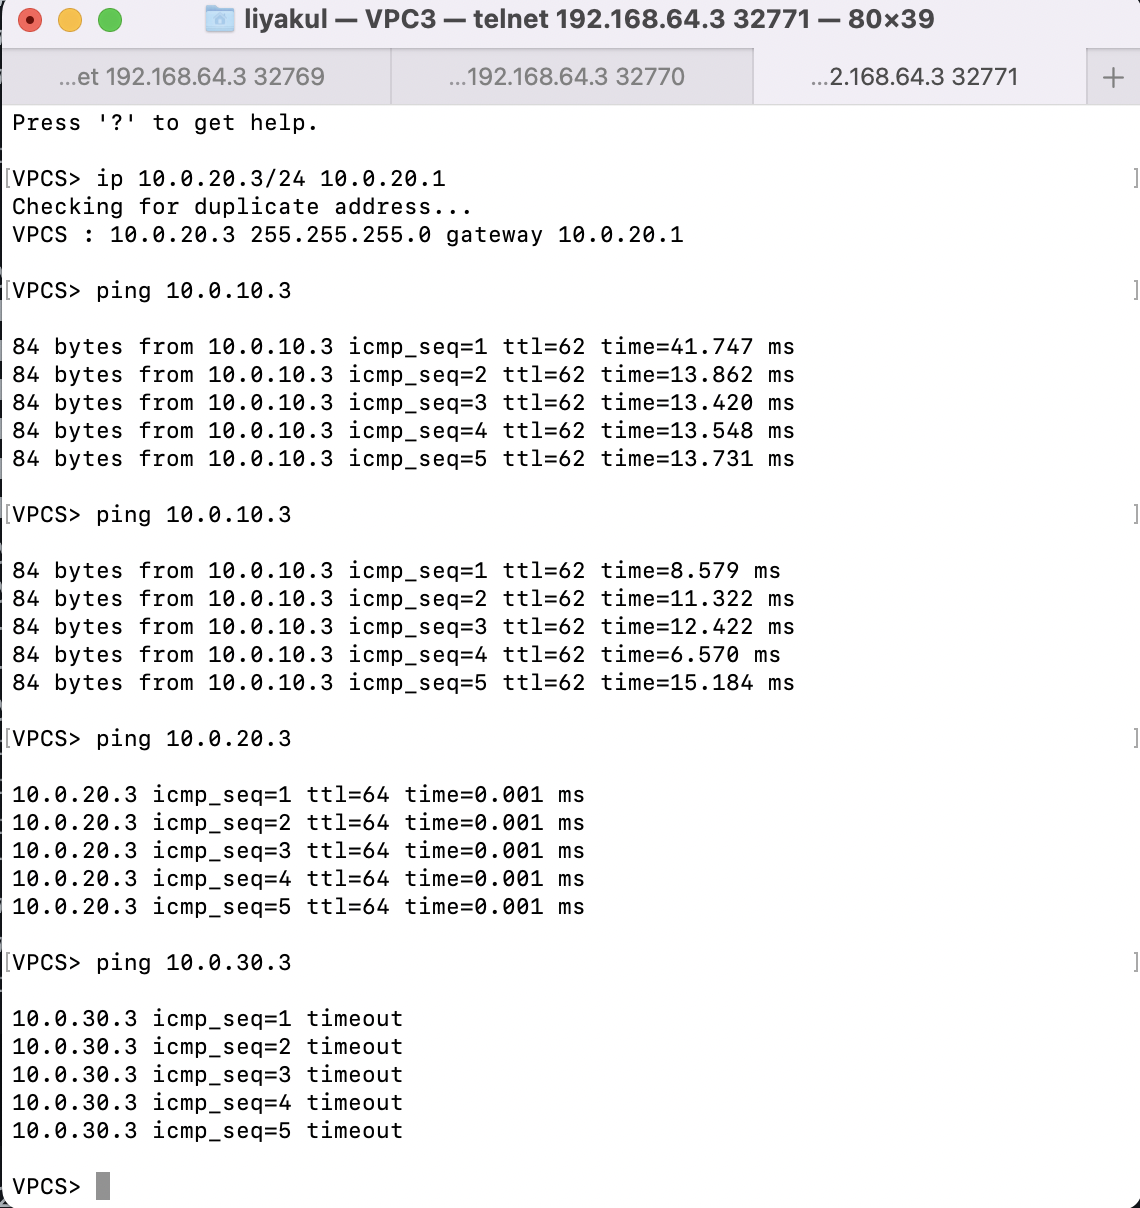 liyakul — VPC3 — telnet 192.168.64.3 32771 — 80×39
...et 192.168.64.3 32769
...192.168.64.3 32770
...2.168.64.3 32771
+
Press '?' to get help.
[VPCS> ip 10.0.20.3/24 10.0.20.1 ]
Checking for duplicate address...
VPCS : 10.0.20.3 255.255.255.0 gateway 10.0.20.1
[VPCS> ping 10.0.10.3 ]
84 bytes from 10.0.10.3 icmp_seq=1 ttl=62 time=41.747 ms
84 bytes from 10.0.10.3 icmp_seq=2 ttl=62 time=13.862 ms
84 bytes from 10.0.10.3 icmp_seq=3 ttl=62 time=13.420 ms
84 bytes from 10.0.10.3 icmp_seq=4 ttl=62 time=13.548 ms
84 bytes from 10.0.10.3 icmp_seq=5 ttl=62 time=13.731 ms
[VPCS> ping 10.0.10.3 ]
84 bytes from 10.0.10.3 icmp_seq=1 ttl=62 time=8.579 ms
84 bytes from 10.0.10.3 icmp_seq=2 ttl=62 time=11.322 ms
84 bytes from 10.0.10.3 icmp_seq=3 ttl=62 time=12.422 ms
84 bytes from 10.0.10.3 icmp_seq=4 ttl=62 time=6.570 ms
84 bytes from 10.0.10.3 icmp_seq=5 ttl=62 time=15.184 ms
[VPCS> ping 10.0.20.3 ]
10.0.20.3 icmp_seq=1 ttl=64 time=0.001 ms
10.0.20.3 icmp_seq=2 ttl=64 time=0.001 ms
10.0.20.3 icmp_seq=3 ttl=64 time=0.001 ms
10.0.20.3 icmp_seq=4 ttl=64 time=0.001 ms
10.0.20.3 icmp_seq=5 ttl=64 time=0.001 ms
[VPCS> ping 10.0.30.3 ]
10.0.30.3 icmp_seq=1 timeout
10.0.30.3 icmp_seq=2 timeout
10.0.30.3 icmp_seq=3 timeout
10.0.30.3 icmp_seq=4 timeout
10.0.30.3 icmp_seq=5 timeout
VPCS>